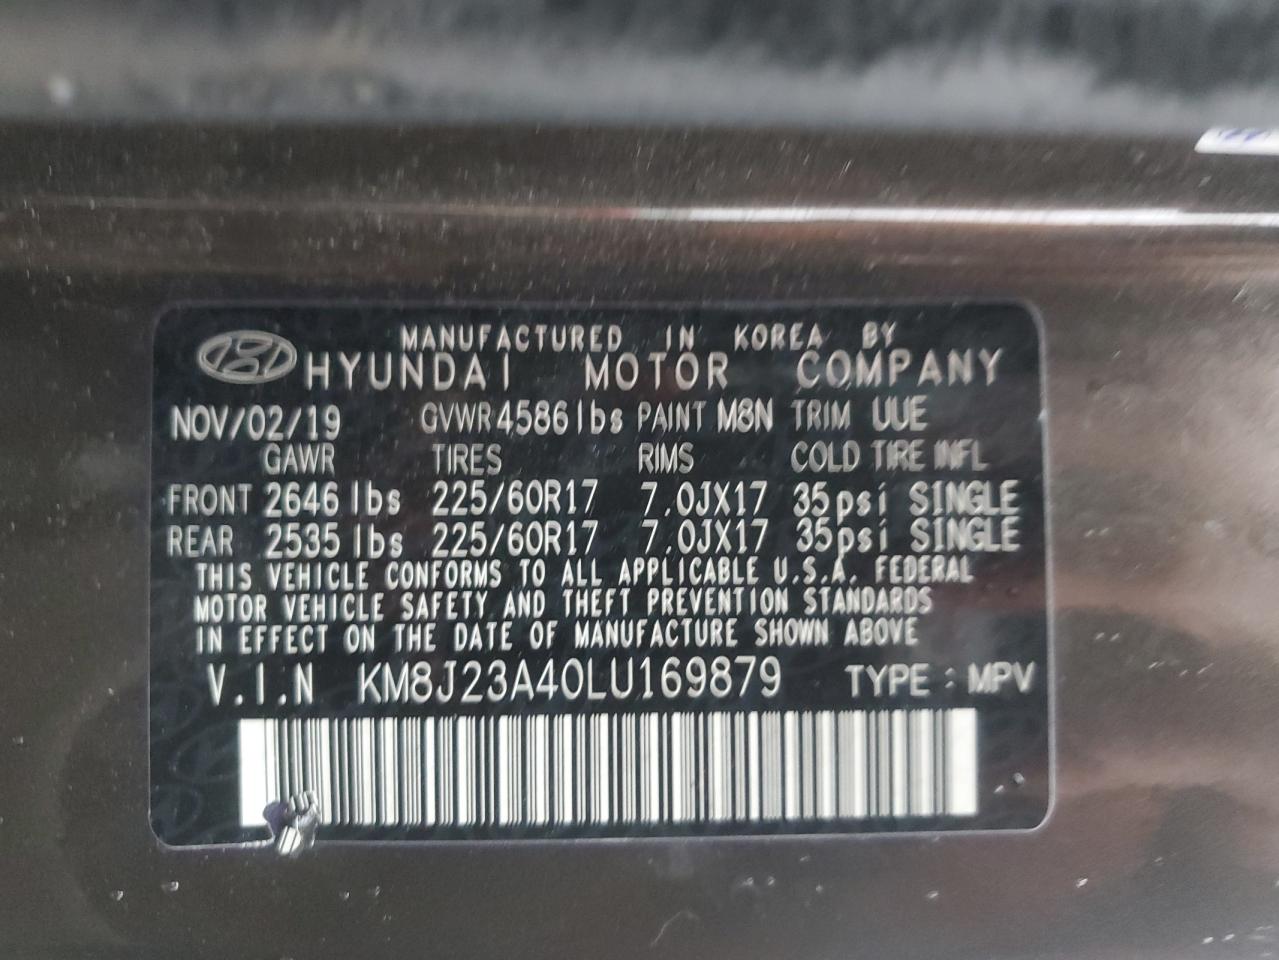 MANUFACTURED IN KOREA BY
HYUNDAI MOTOR COMPANY
NOV/02/19 GVWR 4586 lbs PAINT M8N TRIM UUE
GAWR TIRES RIMS COLD TIRE INFL
FRONT 2646 lbs 225/60R17 7.0JX17 35psi SINGLE
REAR 2535 lbs 225/60R17 7.0JX17 35psi SINGLE
THIS VEHICLE CONFORMS TO ALL APPLICABLE U.S.A. FEDERAL
MOTOR VEHICLE SAFETY AND THEFT PREVENTION STANDARDS
IN EFFECT ON THE DATE OF MANUFACTURE SHOWN ABOVE
V.I.N KM8J23A40LU169879 TYPE : MPV